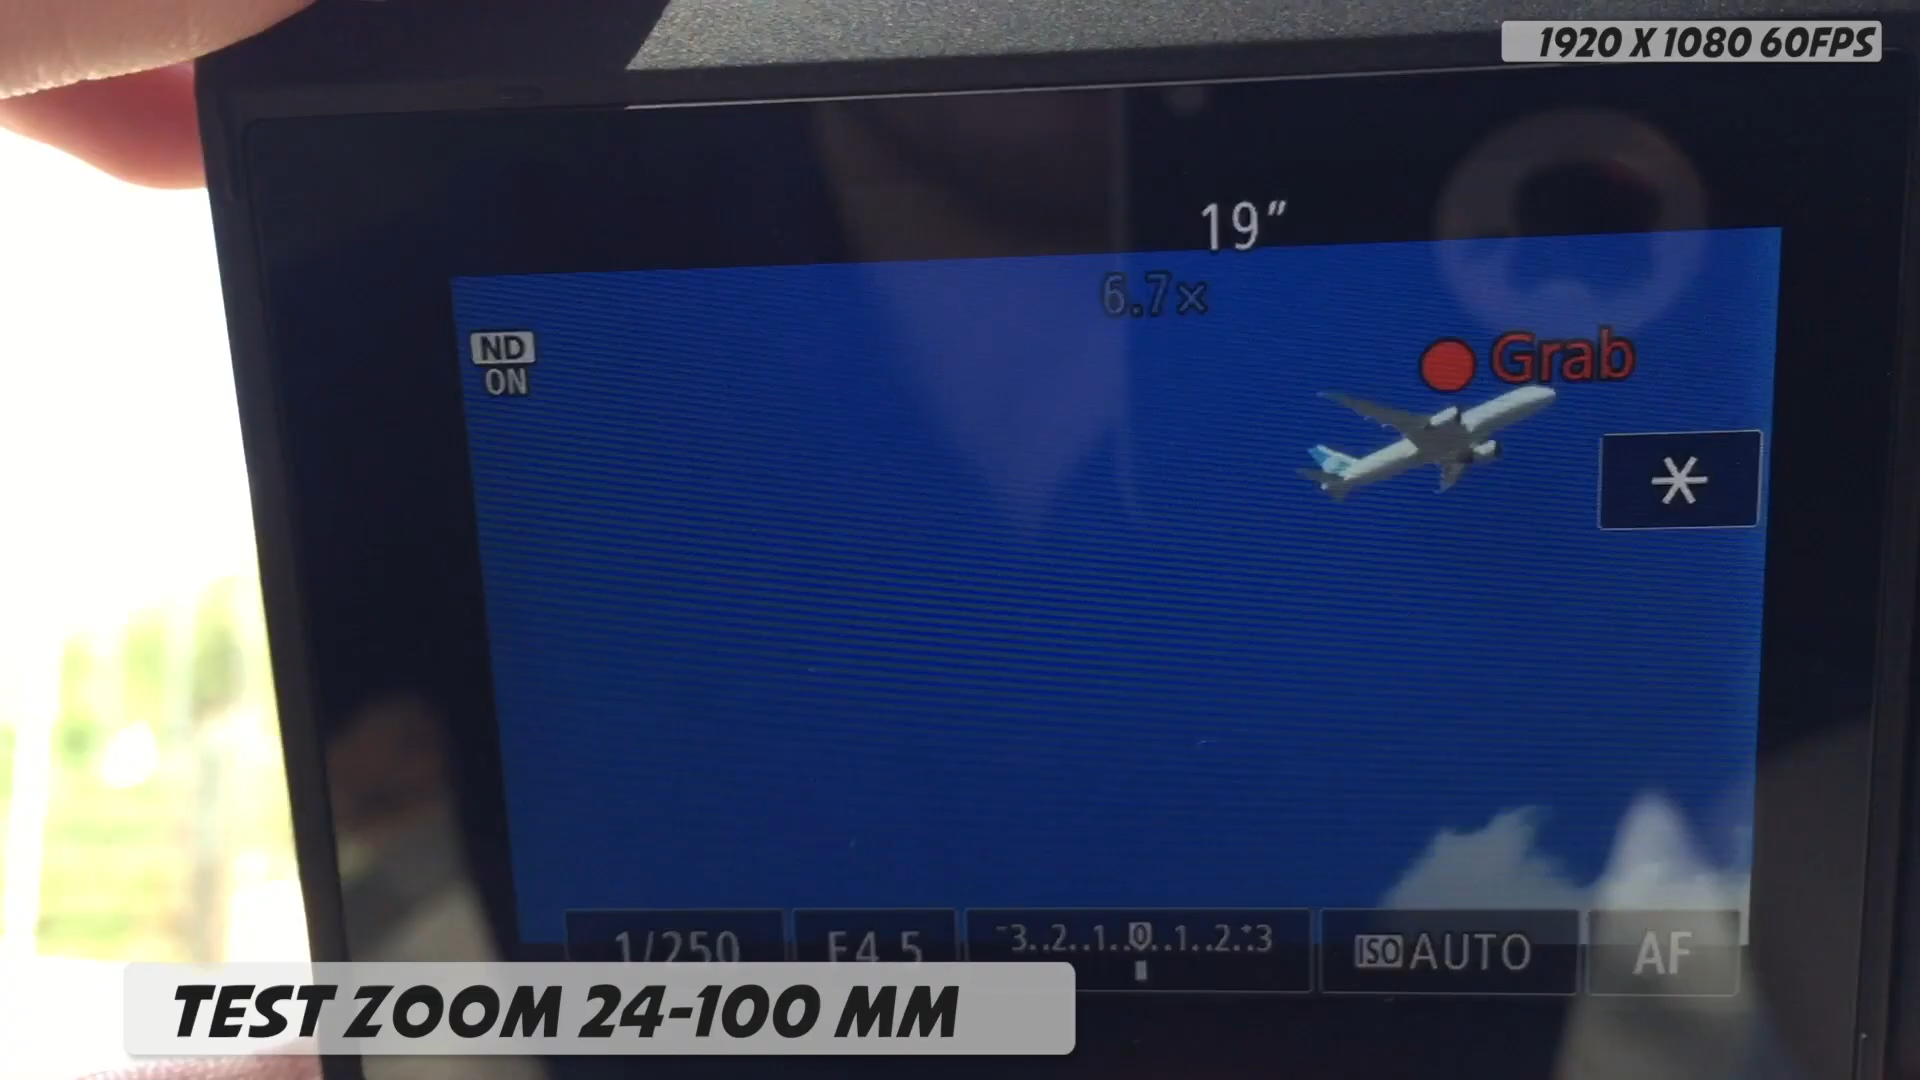 1920 X 1080 60FPS
19"
6.7x
ND
ON
Grab
*
1/250 F4.5 -3..2..1..0..1..2..+3 ISO AUTO AF
TEST ZOOM 24-100 MM